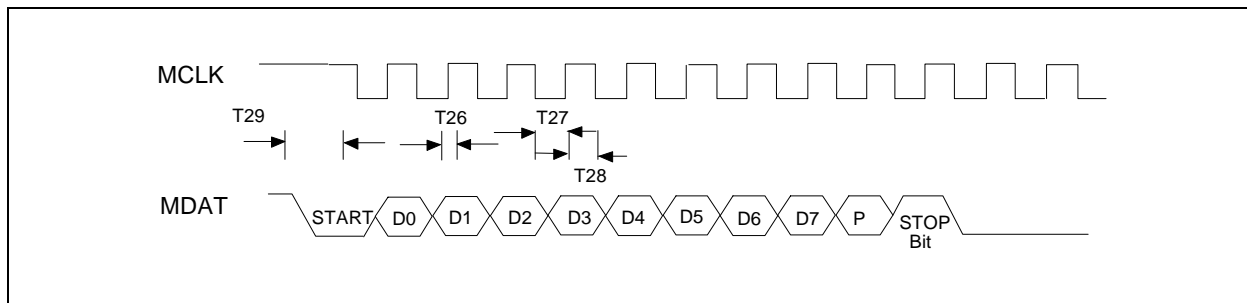 MCLK
T29
T26
T27
T28
MDAT
START D0 D1 D2 D3 D4 D5 D6 D7 P STOP
Bit